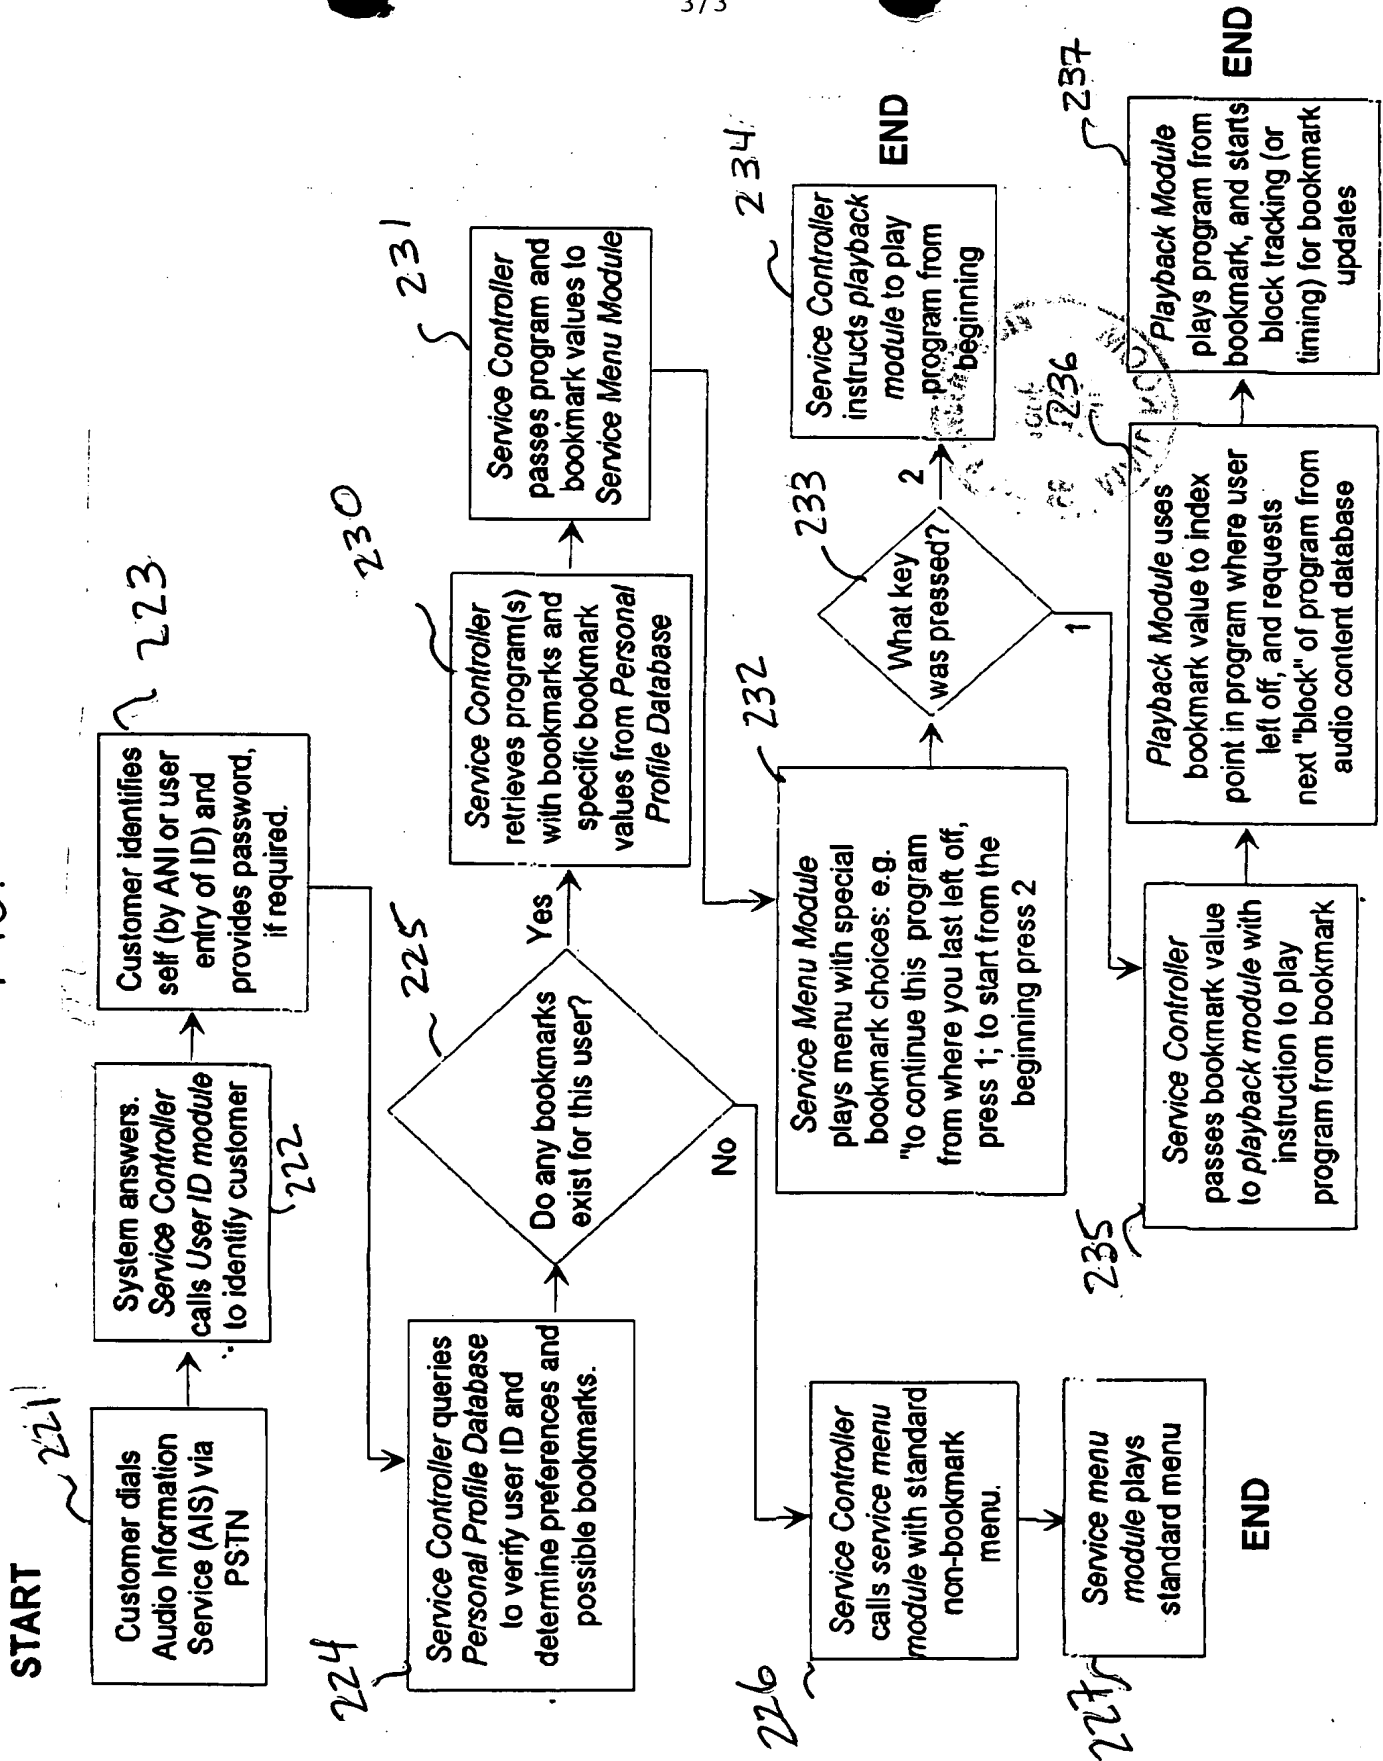 3/3
START
221
Customer dials
Audio Information
Service (AIS) via
PSTN
System answers.
Service Controller
calls User ID module
to identify customer
222
Customer identifies
self (by ANI or user
entry of ID) and
provides password,
if required.
223
224
Service Controller queries
Personal Profile Database
to verify user ID and
determine preferences and
possible bookmarks.
Do any bookmarks
exist for this user?
225
Yes
No
Service Controller
retrieves program(s)
with bookmarks and
specific bookmark
values from Personal
Profile Database
230
Service Controller
passes program and
bookmark values to
Service Menu Module
231
226
Service Controller
calls service menu
module with standard
non-bookmark
menu.
227
Service menu
module plays
standard menu
END
Service Menu Module
plays menu with special
bookmark choices: e.g.
"to continue this program
from where you last left off,
press 1; to start from the
beginning press 2
232
What key
was pressed?
233
2
1
Service Controller
instructs playback
module to play
program from
beginning
234
END
235
Service Controller
passes bookmark value
to playback module with
instruction to play
program from bookmark
Playback Module uses
bookmark value to index
point in program where user
left off, and requests
next "block" of program from
audio content database
236
Playback Module
plays program from
bookmark, and starts
block tracking (or
timing) for bookmark
updates
237
END